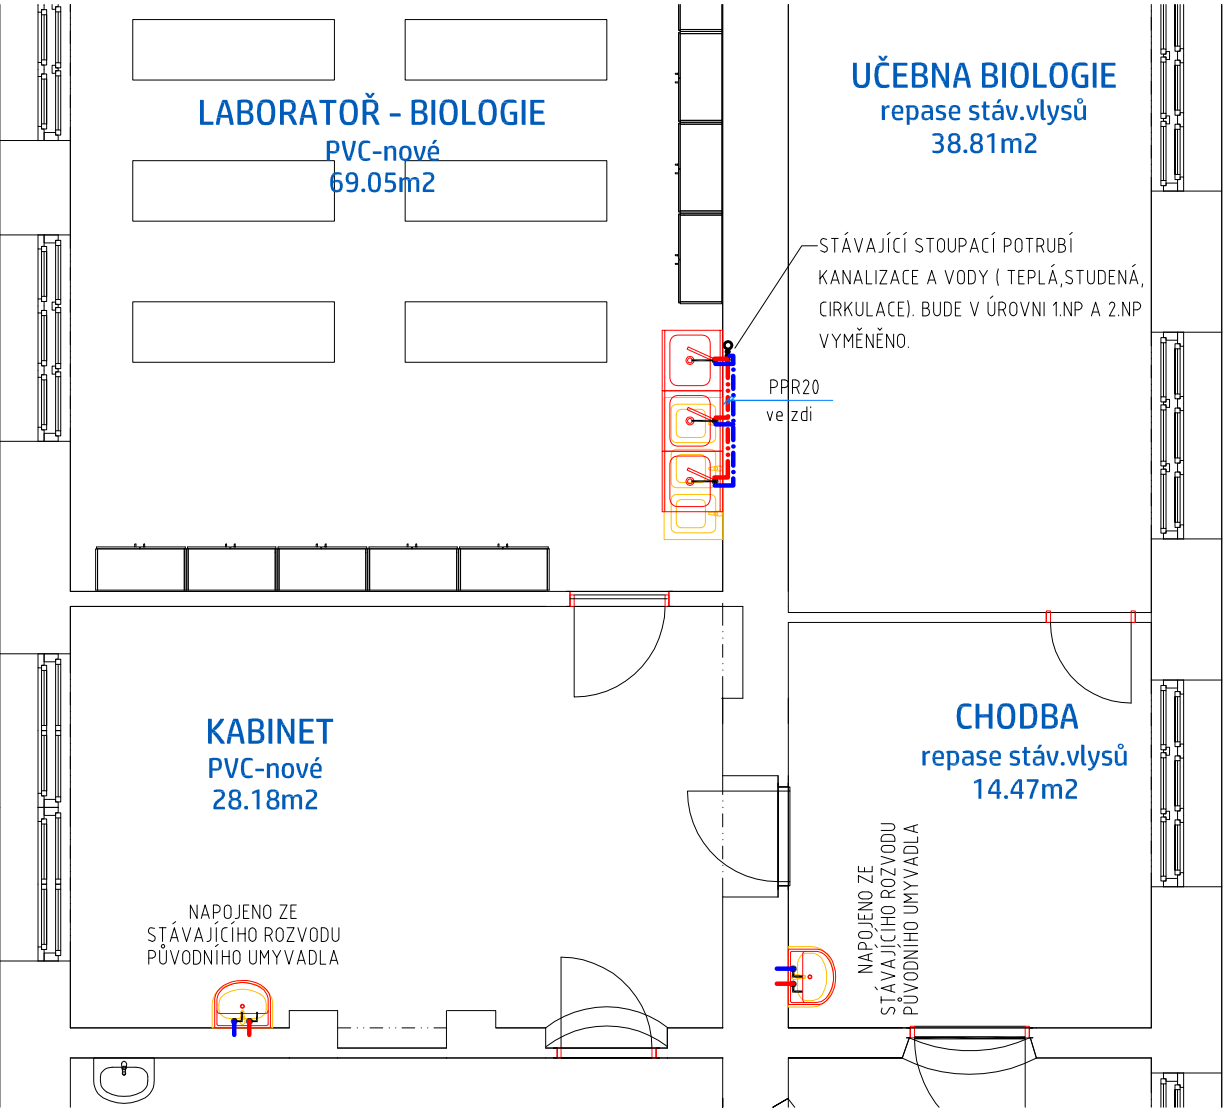 LABORATOŘ - BIOLOGIE
PVC-nové
69.05m2
UČEBNA BIOLOGIE
repase stáv.vlysů
38.81m2
STÁVAJÍCÍ STOUPACÍ POTRUBÍ
KANALIZACE A VODY ( TEPLÁ,STUDENÁ,
CIRKULACE). BUDE V ÚROVNI 1.NP A 2.NP
VYMĚNĚNO.
PPR20
ve zdi
KABINET
PVC-nové
28.18m2
CHODBA
repase stáv.vlysů
14.47m2
NAPOJENO ZE
STÁVAJÍCÍHO ROZVODU
PŮVODNÍHO UMYVADLA
NAPOJENO ZE
STÁVAJÍCÍHO ROZVODU
PŮVODNÍHO UMYVADLA